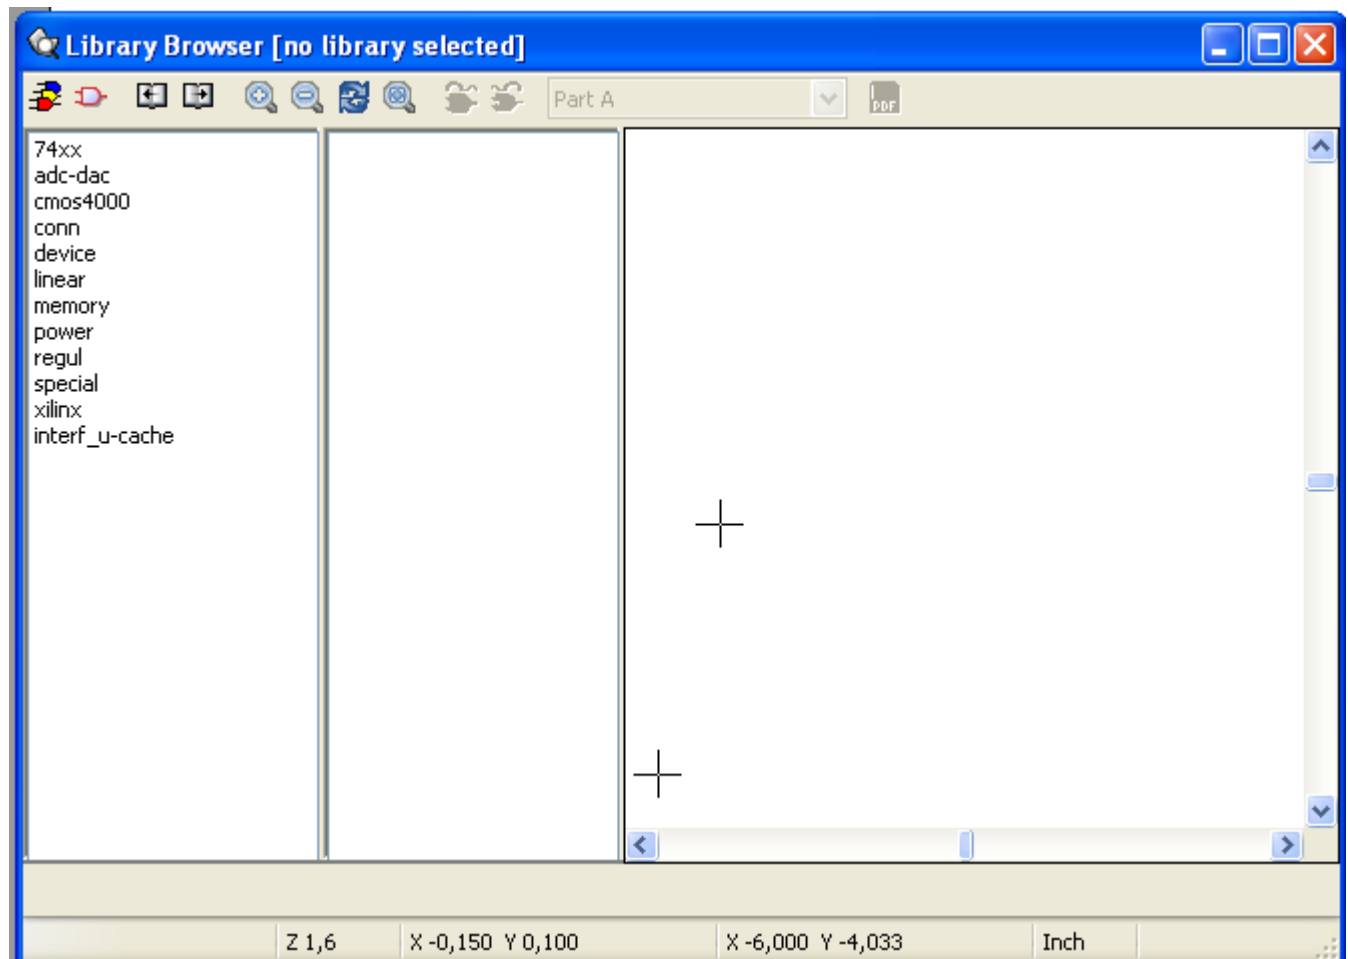 Library Browser [no library selected]
Part A
PDF
74xx
adc-dac
cmos4000
conn
device
linear
memory
power
regul
special
xilinx
interf_u-cache
Z 1,6 X -0,150 Y 0,100 X -6,000 Y -4,033 Inch